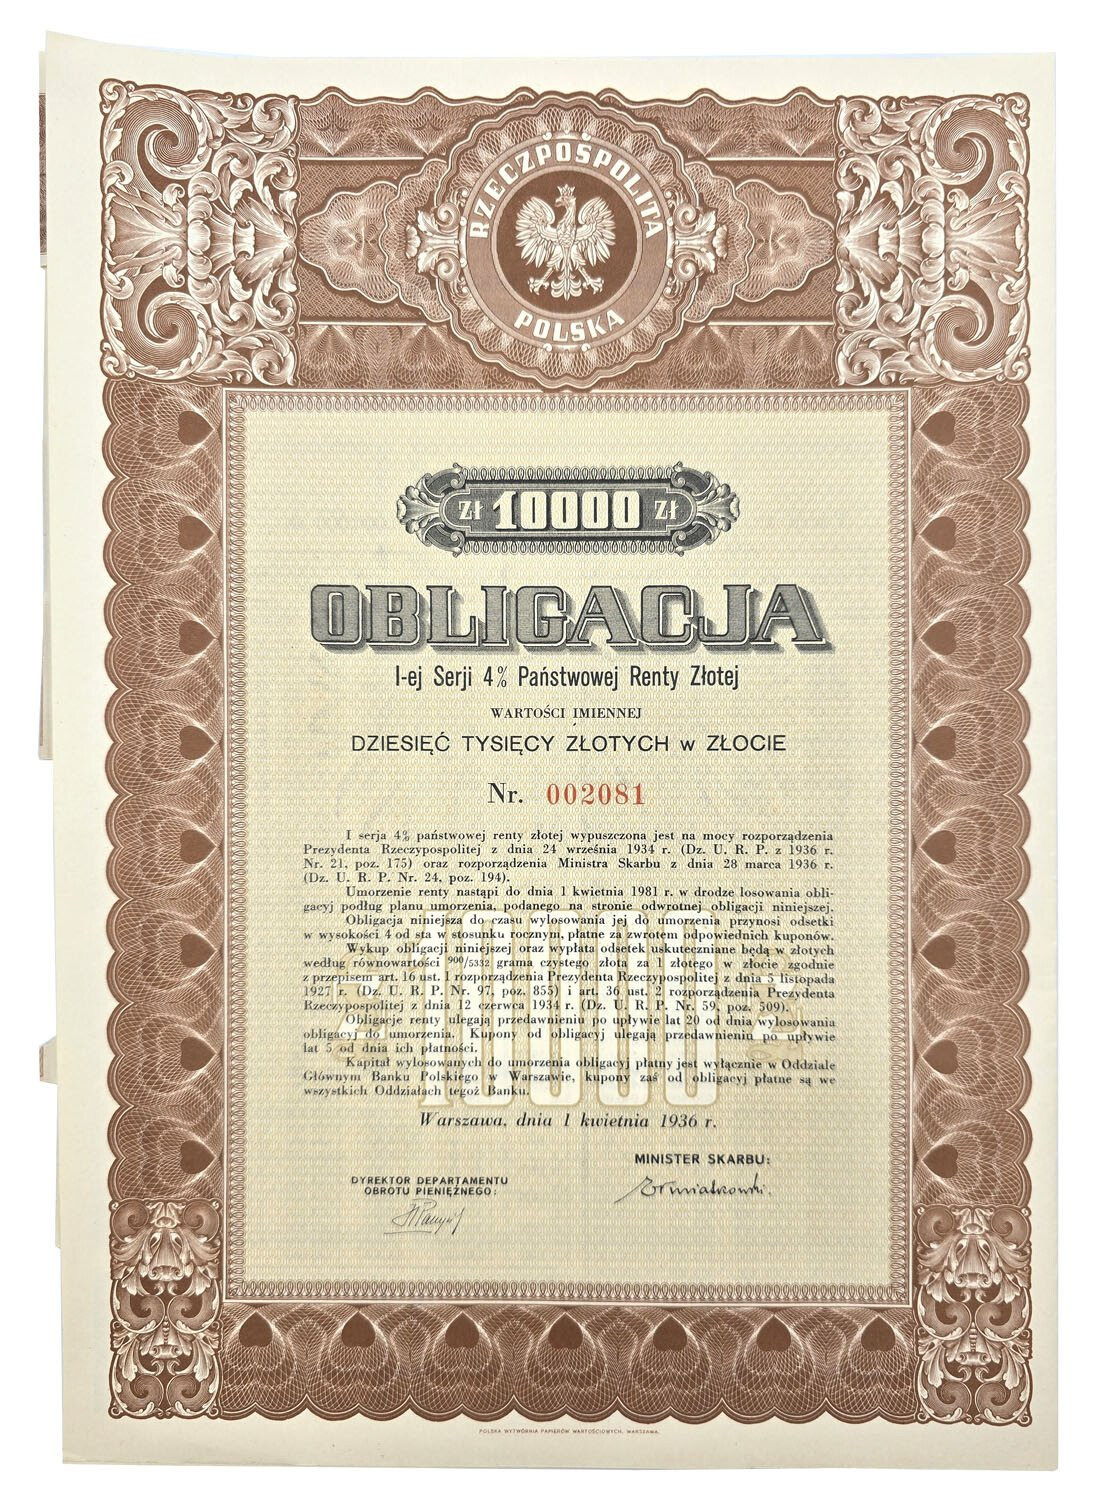 RZECZPOSPOLITA
POLSKA
Zł 10000 Zł
OBLIGACJA
I-ej Serji 4% Państwowej Renty Złotej
WARTOŚCI IMIENNEJ
DZIESIĘĆ TYSIĘCY ZŁOTYCH w ZŁOCIE
Nr. 002081
I serja 4% państwowej renty złotej wypuszczona jest na mocy rozporządzenia
Prezydenta Rzeczypospolitej z dnia 24 września 1934 r. (Dz. U. R. P. z 1936 r.
Nr. 21, poz. 175) oraz rozporządzenia Ministra Skarbu z dnia 28 marca 1936 r.
(Dz. U. R. P. Nr. 24, poz. 194).
Umorzenie renty nastąpi do dnia 1 kwietnia 1981 r. w drodze losowania obli-
gacyj podług planu umorzenia, podanego na stronie odwrotnej obligacji niniejszej.
Obligacja niniejsza do czasu wylosowania jej do umorzenia przynosi odsetki
w wysokości 4 od sta w stosunku rocznym, płatne za zwrotem odpowiednich kuponów.
Wykup obligacji niniejszej oraz wypłata odsetek uskuteczniane będą w złotych
według równowartości 900/5332 grama czystego złota za 1 złotego w złocie zgodnie
z przepisem art. 16 ust. 1 rozporządzenia Prezydenta Rzeczypospolitej z dnia 5 listopada
1927 r. (Dz. U. R. P. Nr. 97, poz. 855) i art. 36 ust. 2 rozporządzenia Prezydenta
Rzeczypospolitej z dnia 12 czerwca 1934 r. (Dz. U. R. P. Nr. 59, poz. 509).
Obligacje renty ulegają przedawnieniu po upływie lat 20 od dnia wylosowania
obligacyj do umorzenia. Kupony od obligacyj ulegają przedawnieniu po upływie
lat 5 od dnia ich płatności.
Kapitał wylosowanych do umorzenia obligacyj płatny jest wyłącznie w Oddziale
Głównym Banku Polskiego w Warszawie, kupony zaś od obligacyj płatne są we
wszystkich Oddziałach tegoż Banku.
10000
Warszawa, dnia 1 kwietnia 1936 r.
MINISTER SKARBU:
DYREKTOR DEPARTAMENTU
OBROTU PIENIĘŻNEGO:
POLSKA WYTWÓRNIA PAPIERÓW WARTOŚCIOWYCH. WARSZAWA.